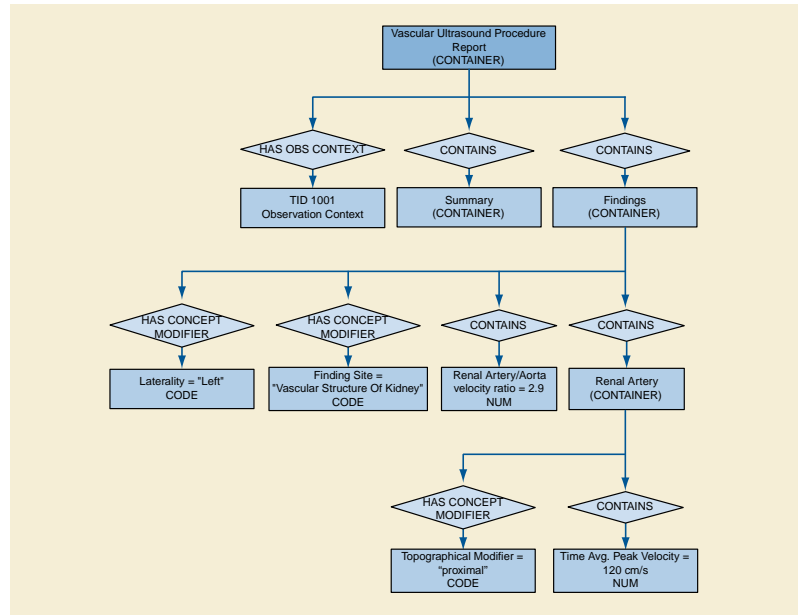 Vascular Ultrasound Procedure
Report
(CONTAINER)
HAS OBS CONTEXT
CONTAINS
CONTAINS
TID 1001
Observation Context
Summary
(CONTAINER)
Findings
(CONTAINER)
HAS CONCEPT
MODIFIER
HAS CONCEPT
MODIFIER
CONTAINS
CONTAINS
Laterality = "Left"
CODE
Finding Site =
"Vascular Structure Of Kidney"
CODE
Renal Artery/Aorta
velocity ratio = 2.9
NUM
Renal Artery
(CONTAINER)
HAS CONCEPT
MODIFIER
CONTAINS
Topographical Modifier =
“proximal”
CODE
Time Avg. Peak Velocity =
120 cm/s
NUM